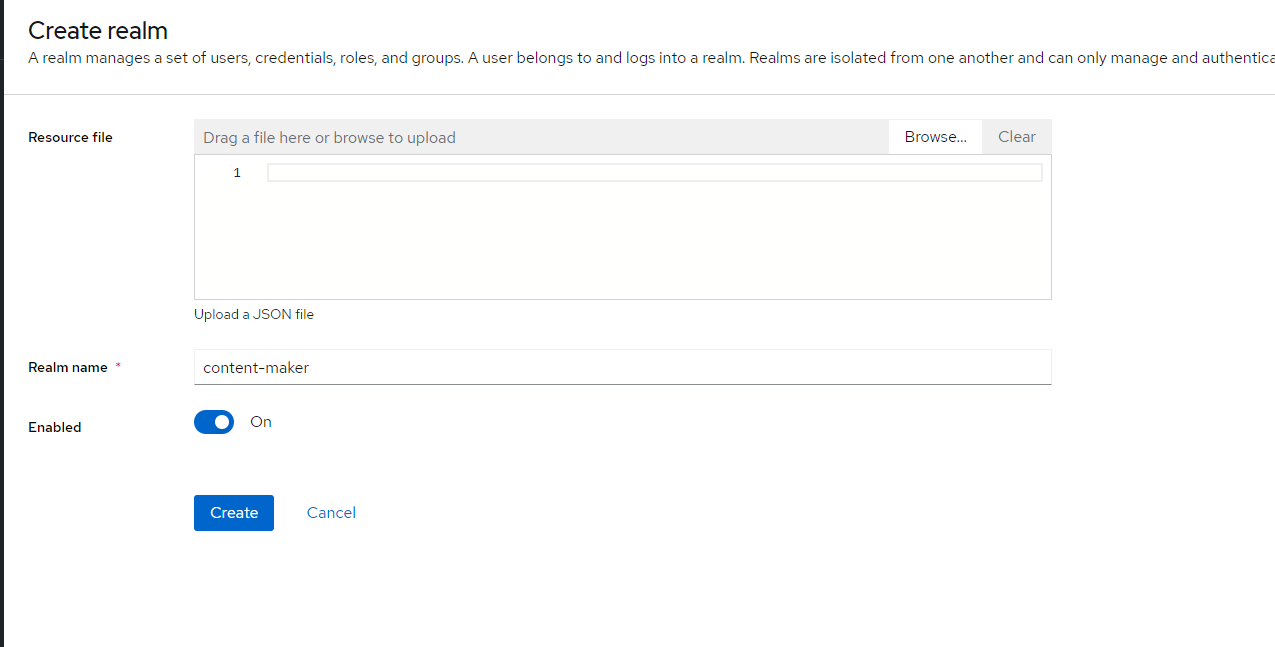 Create realm
A realm manages a set of users, credentials, roles, and groups. A user belongs to and logs into a realm. Realms are isolated from one another and can only manage and
Resource file
Drag a file here or browse to upload
Browse...
Clear
1
Upload a JSON file
Realm name *
content-maker
Enabled
On
Create
Cancel